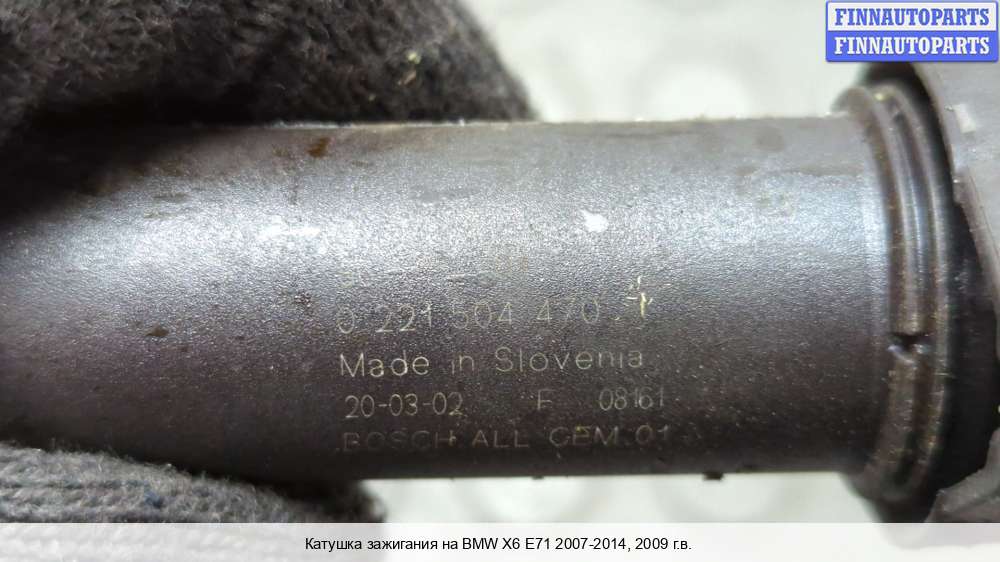 FINNAUTOPARTS
FINNAUTOPARTS
0 221 504 470
Made in Slovenia
20-03-02 F 08161
BOSCH ALL CEM 01
Катушка зажигания на BMW X6 E71 2007-2014, 2009 г.в.